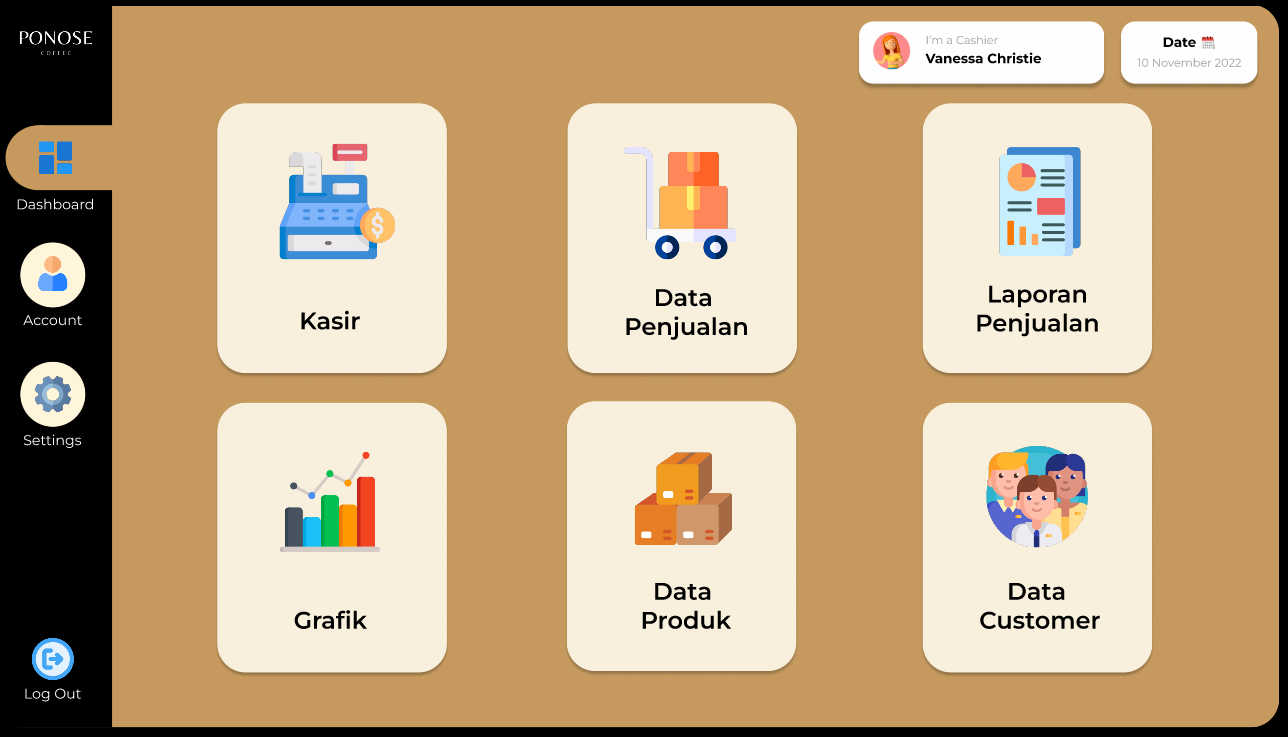 PONOSE
COFFEE
I'm a Cashier
Vanessa Christie
Date
10 November 2022
Dashboard
Account
Settings
Log Out
Kasir
Data
Penjualan
Laporan
Penjualan
Grafik
Data
Produk
Data
Customer